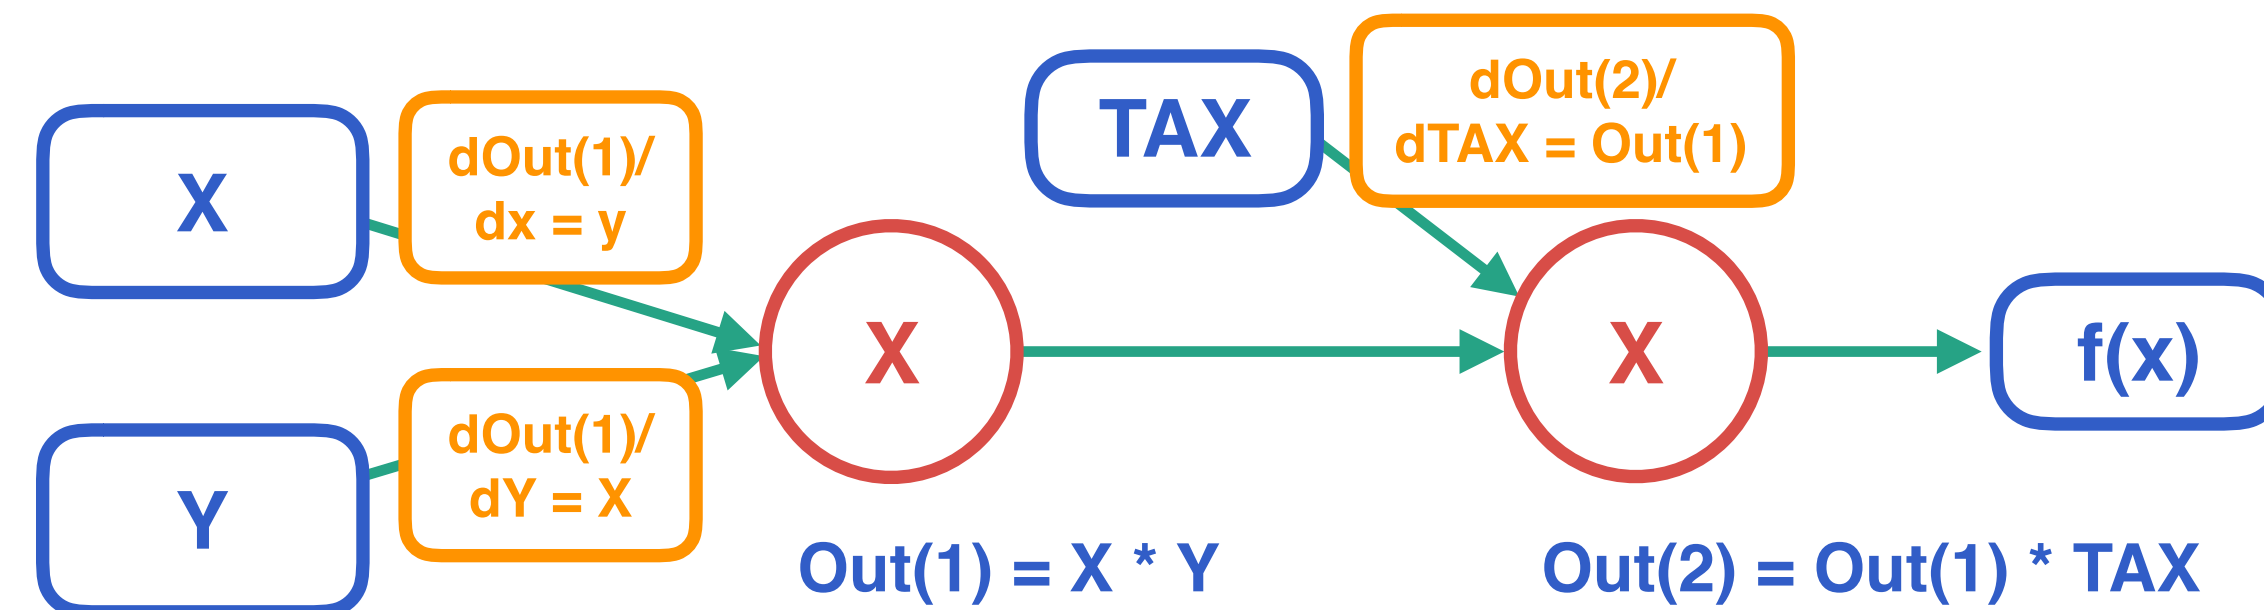 X
dOut(1)/
dx = y
TAX
dOut(2)/
dTAX = Out(1)
Y
dOut(1)/
dY = X
X
X
f(x)
Out(1) = X * Y
Out(2) = Out(1) * TAX